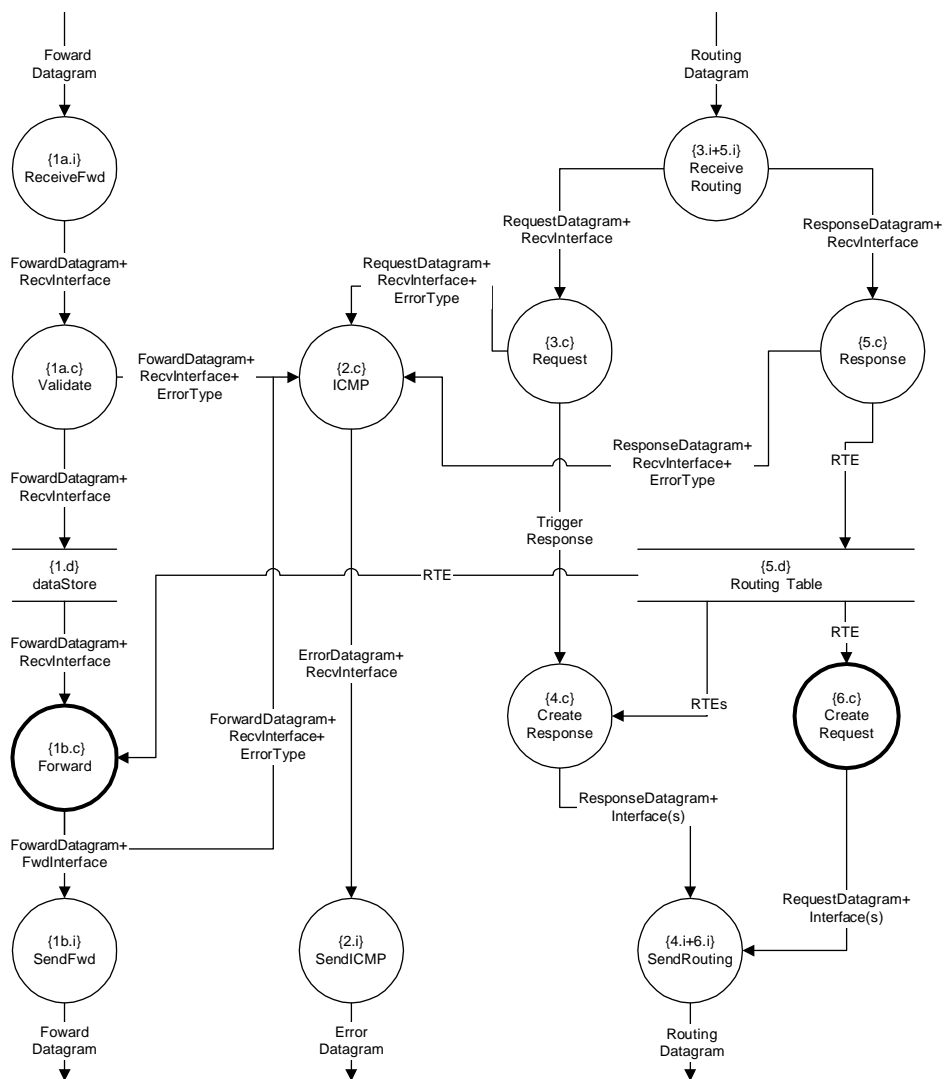 Foward
Datagram
Routing
Datagram
{1a.i}
ReceiveFwd
{3.i+5.i}
Receive
Routing
FowardDatagram+
RecvInterface
RequestDatagram+
RecvInterface
ResponseDatagram+
RecvInterface
RequestDatagram+
RecvInterface+
ErrorType
{1a.c}
Validate
FowardDatagram+
RecvInterface+
ErrorType
{2.c}
ICMP
{3.c}
Request
{5.c}
Response
FowardDatagram+
RecvInterface
ResponseDatagram+
RecvInterface+
ErrorType
RTE
Trigger
Response
{1.d}
dataStore
RTE
{5.d}
Routing Table
FowardDatagram+
RecvInterface
ErrorDatagram+
RecvInterface
RTE
{1b.c}
Forward
ForwardDatagram+
RecvInterface+
ErrorType
{4.c}
Create
Response
RTEs
{6.c}
Create
Request
FowardDatagram+
FwdInterface
ResponseDatagram+
Interface(s)
RequestDatagram+
Interface(s)
{1b.i}
SendFwd
{2.i}
SendICMP
{4.i+6.i}
SendRouting
Foward
Datagram
Error
Datagram
Routing
Datagram